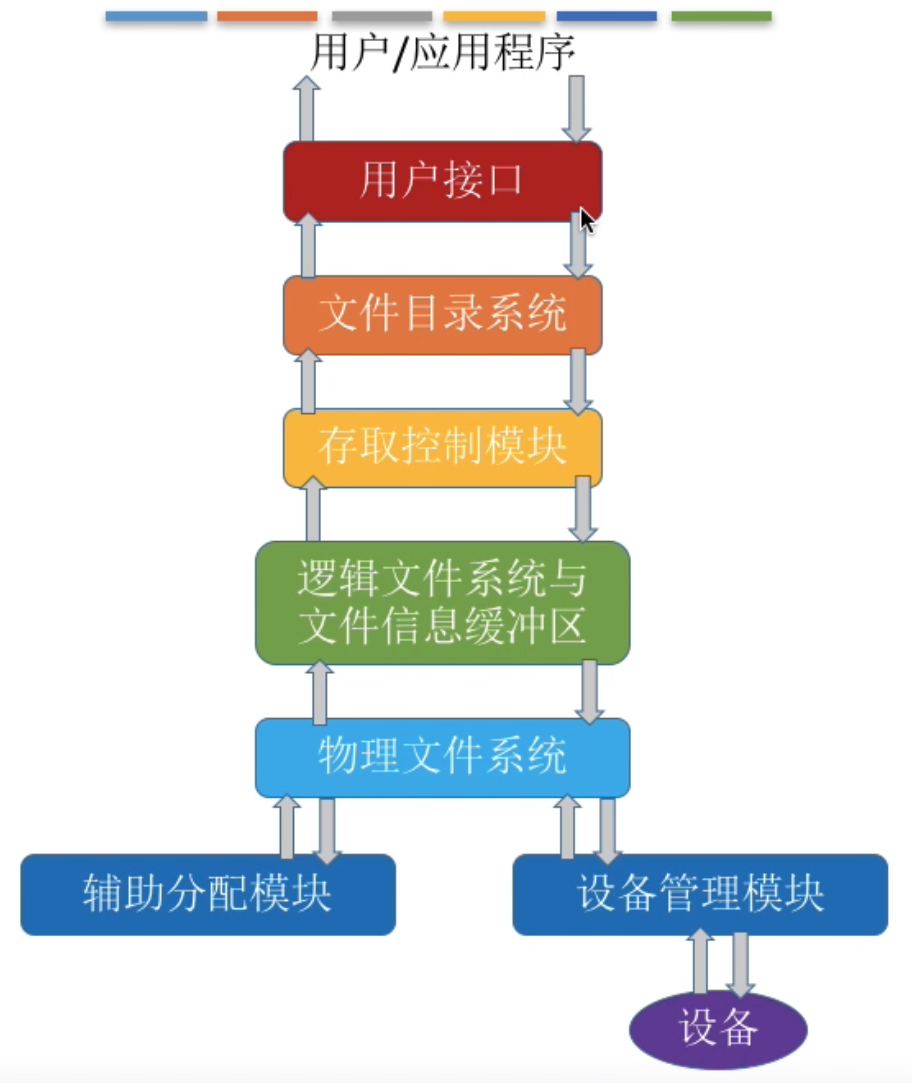 用户/应用程序
用户接口
文件目录系统
存取控制模块
逻辑文件系统与
文件信息缓冲区
物理文件系统
辅助分配模块
设备管理模块
设备